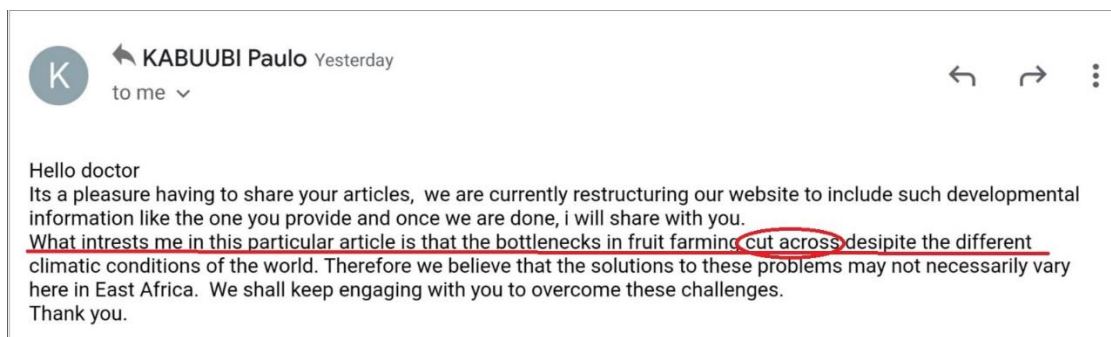 K
KABUUBI Paulo Yesterday
to me
Hello doctor
Its a pleasure having to share your articles, we are currently restructuring our website to include such developmental
information like the one you provide and once we are done, i will share with you.
What intrests me in this particular article is that the bottlenecks in fruit farming cut across desipite the different
climatic conditions of the world. Therefore we believe that the solutions to these problems may not necessarily vary
here in East Africa. We shall keep engaging with you to overcome these challenges.
Thank you.